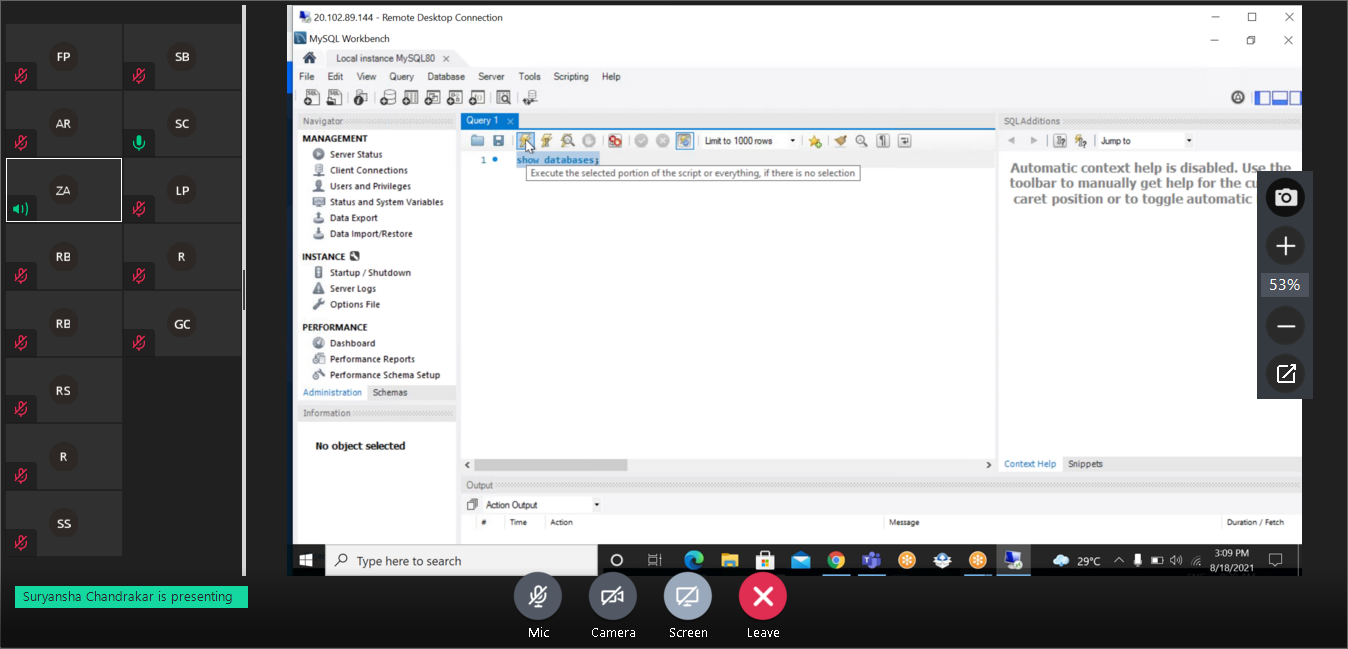 FP
SB
AR
SC
ZA
LP
RB
R
RB
GC
RS
R
SS
Suryansha Chandrakar is presenting
20.102.89.144 - Remote Desktop Connection
MySQL Workbench
Local instance MySQL80
File Edit View Query Database Server Tools Scripting Help
Navigator
MANAGEMENT
Server Status
Client Connections
Users and Privileges
Status and System Variables
Data Export
Data Import/Restore
INSTANCE
Startup / Shutdown
Server Logs
Options File
PERFORMANCE
Dashboard
Performance Reports
Performance Schema Setup
Administration Schemas
Information
No object selected
Query 1
Limit to 1000 rows
1 show databases;
Execute the selected portion of the script or everything, if there is no selection
Output
Action Output
# Time Action Message Duration / Fetch
SQLAdditions
Jump to
Automatic context help is disabled. Use the
toolbar to manually get help for the cu
caret position or to toggle automatic
Context Help Snippets
53%
Type here to search
29°C
3:09 PM
8/18/2021
Mic Camera Screen Leave